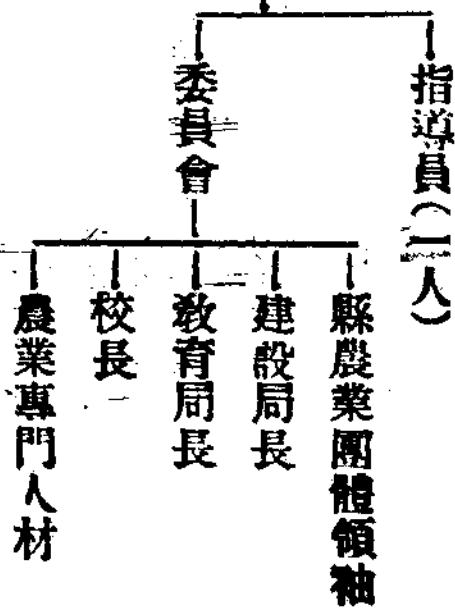 指導員(一人)
委員會
縣農業團體領袖
建設局長
教育局長
校長
農業專門人材